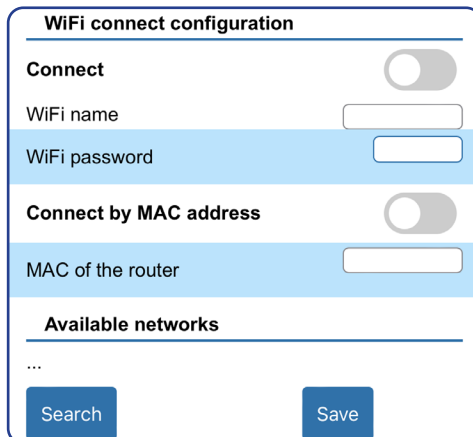 WiFi connect configuration
Connect
WiFi name
WiFi password
Connect by MAC address
MAC of the router
Available networks
...
Search Save